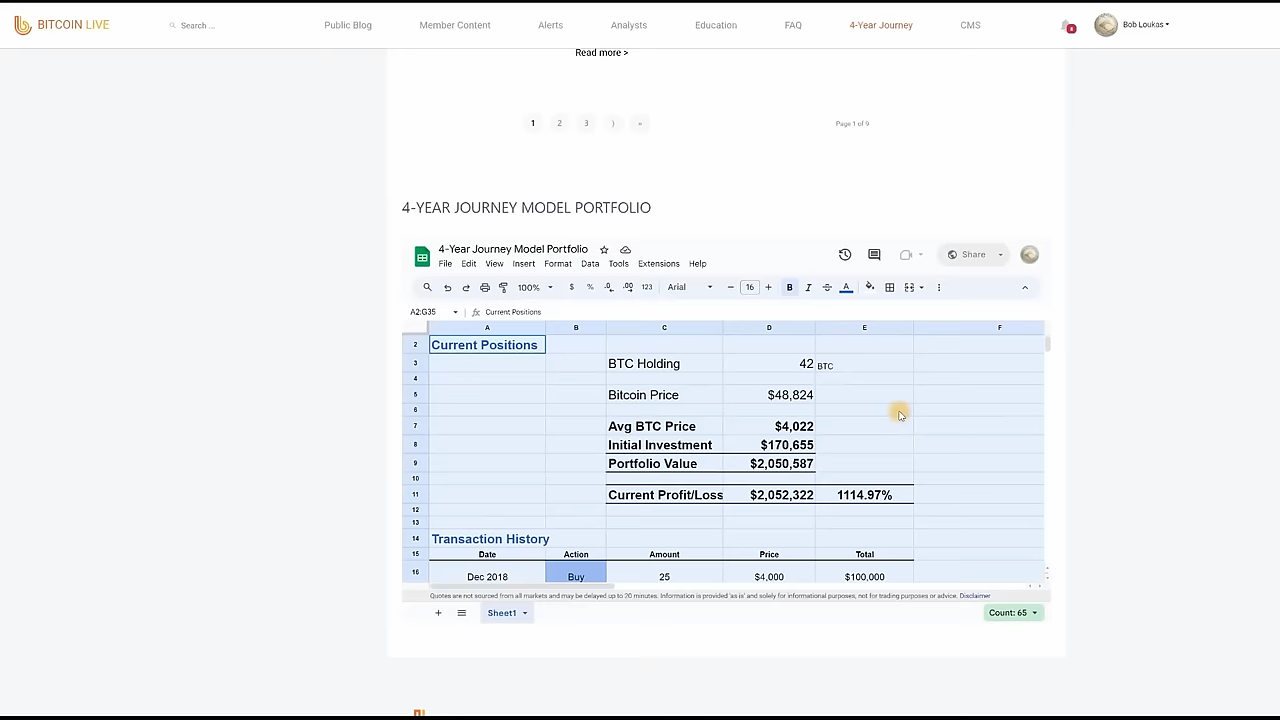 BITCOIN LIVE Search ... Public Blog Member Content Alerts Analysts Education FAQ 4-Year Journey CMS Bob Loukas
Read more >
1 2 3 ⟩ » Page 1 of 9
4-YEAR JOURNEY MODEL PORTFOLIO
4-Year Journey Model Portfolio
File Edit View Insert Format Data Tools Extensions Help
Share
100% $ % .0 .00 123 Arial 16 B I A
A2:G35 fx Current Positions
A B C D E F
2 Current Positions
3 BTC Holding 42 BTC
4
5 Bitcoin Price $48,824
6
7 Avg BTC Price $4,022
8 Initial Investment $170,655
9 Portfolio Value $2,050,587
10
11 Current Profit/Loss $2,052,322 1114.97%
12
13
14 Transaction History
15 Date Action Amount Price Total
16 Dec 2018 Buy 25 $4,000 $100,000
Quotes are not sourced from all markets and may be delayed up to 20 minutes. Information is provided 'as is' and solely for informational purposes, not for trading purposes or advice. Disclaimer
Sheet1 Count: 65